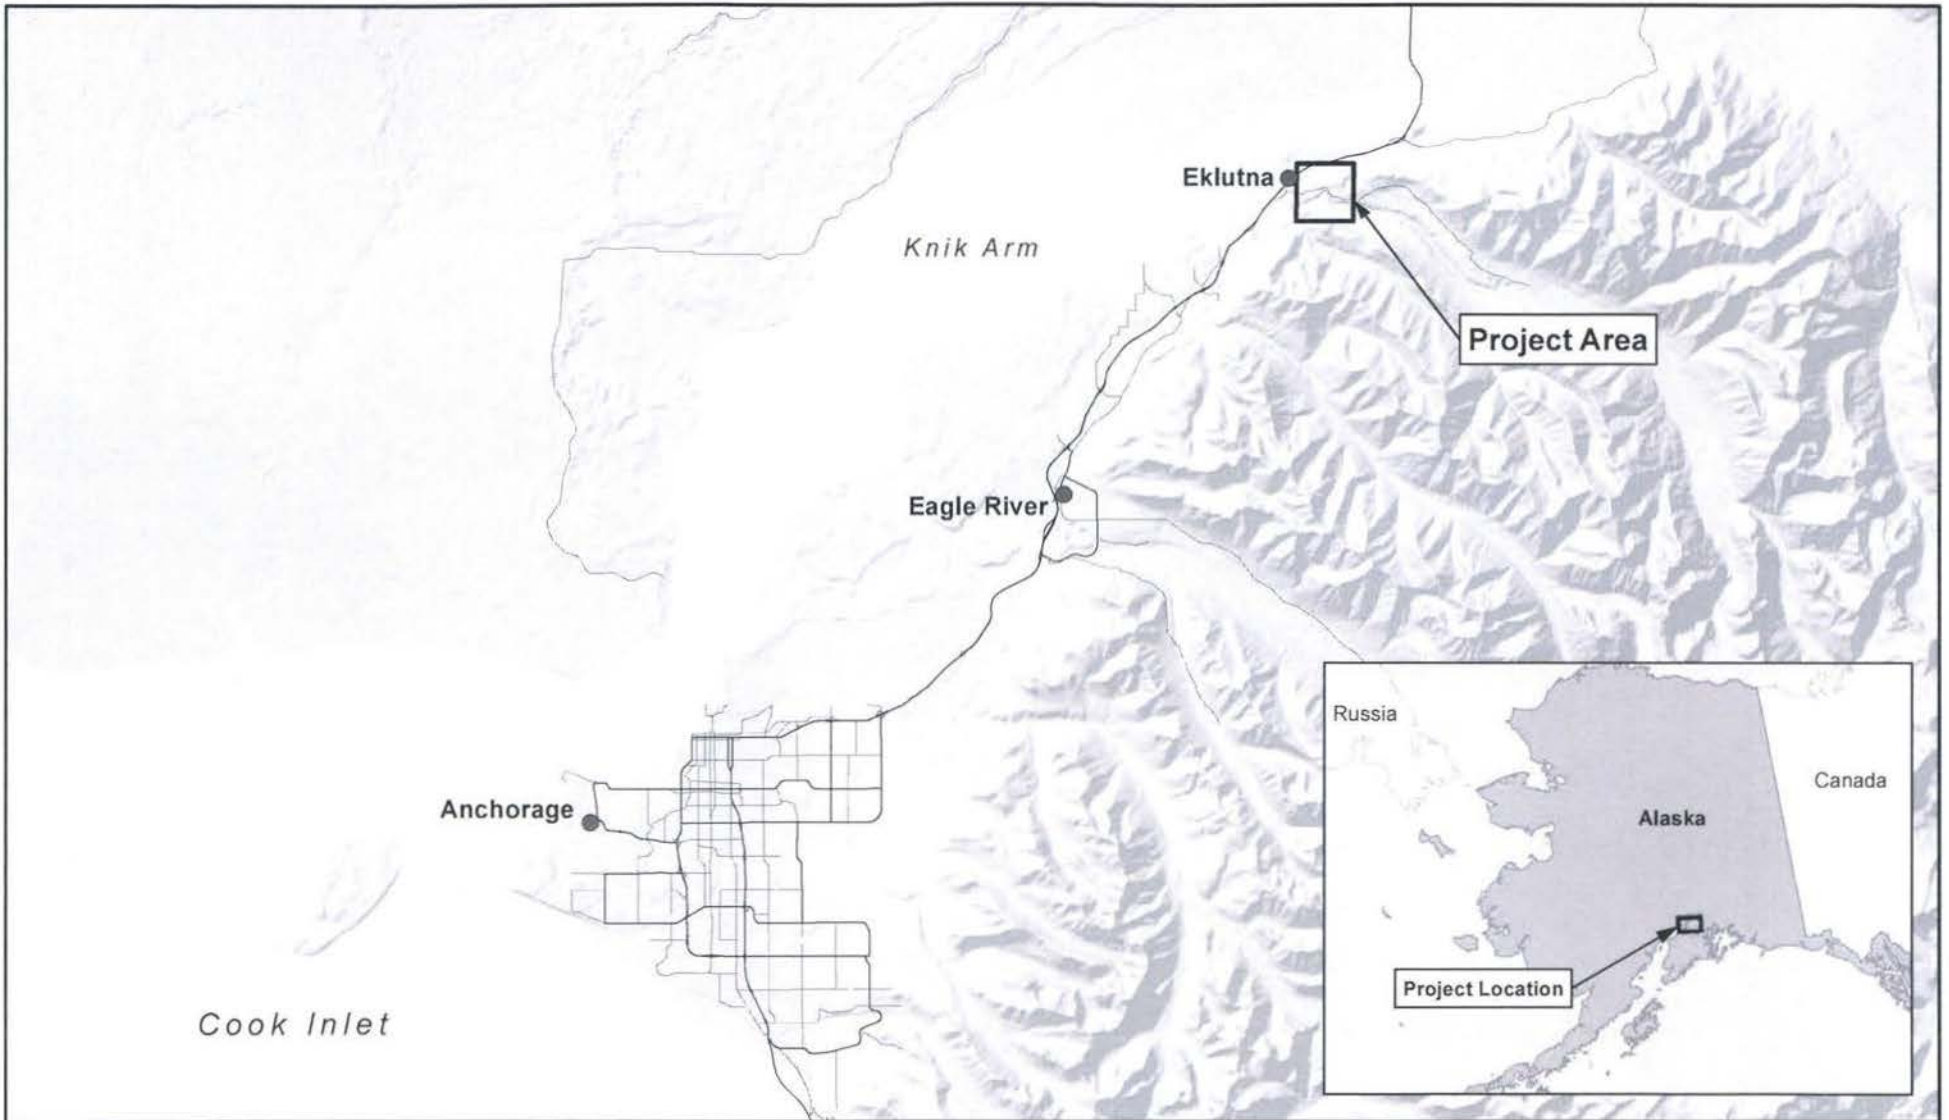 Eklutna
Knik Arm
Project Area
Eagle River
Russia
Canada
Alaska
Anchorage
Project Location
Cook Inlet